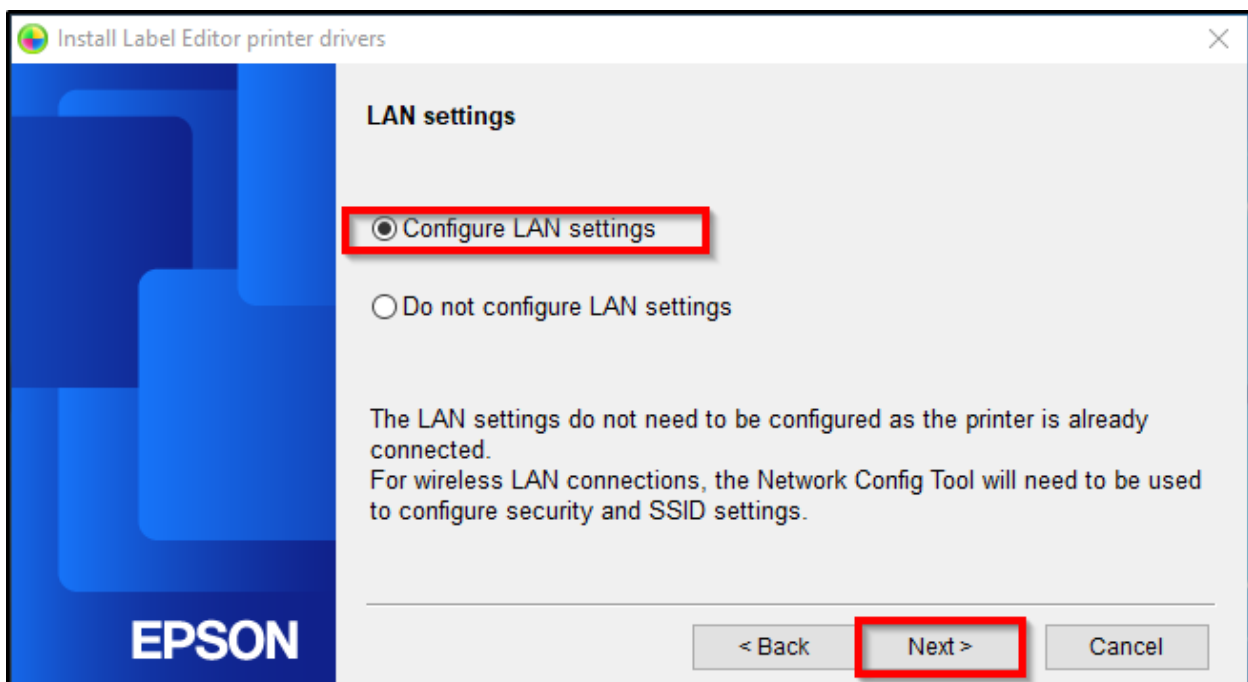 Install Label Editor printer drivers
LAN settings
Configure LAN settings
Do not configure LAN settings
The LAN settings do not need to be configured as the printer is already
connected.
For wireless LAN connections, the Network Config Tool will need to be used
to configure security and SSID settings.
EPSON
< Back
Next >
Cancel